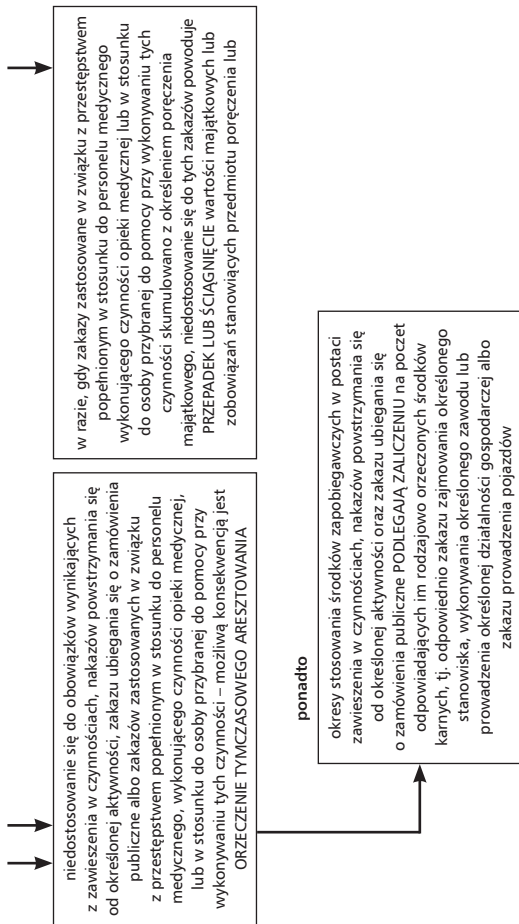 niedostosowanie się do obowiązków wynikających
z zawieszenia w czynnościach, nakazów powstrzymania się
od określonej aktywności, zakazu ubiegania się o zamówienia
publiczne albo zakazów zastosowanych w związku
z przestępstwem popełnionym w stosunku do personelu
medycznego, wykonującego czynności opieki medycznej,
lub w stosunku do osoby przybranej do pomocy przy
wykonywaniu tych czynności – możliwą konsekwencją jest
ORZECZENIE TYMCZASOWEGO ARESZTOWANIA
w razie, gdy zakazy zastosowane w związku z przestępstwem
popełnionym w stosunku do personelu medycznego
wykonującego czynności opieki medycznej lub w stosunku
do osoby przybranej do pomocy przy wykonywaniu tych
czynności skumulowano z określeniem poręczenia
majątkowego, niedostosowanie się do tych zakazów powoduje
PRZEPADEK LUB ŚCIĄGNIĘCIE wartości majątkowych lub
zobowiązań stanowiących przedmiotu poręczenia lub
ponadto
okresy stosowania środków zapobiegawczych w postaci
zawieszenia w czynnościach, nakazów powstrzymania się
od określonej aktywności oraz zakazu ubiegania się
o zamówienia publiczne PODLEGAJĄ ZALICZENIU na poczet
odpowiadających im rodzajowo orzeczonych środków
karnych, tj. odpowiednio zakazu zajmowania określonego
stanowiska, wykonywania określonego zawodu lub
prowadzenia określonej działalności gospodarczej albo
zakazu prowadzenia pojazdów